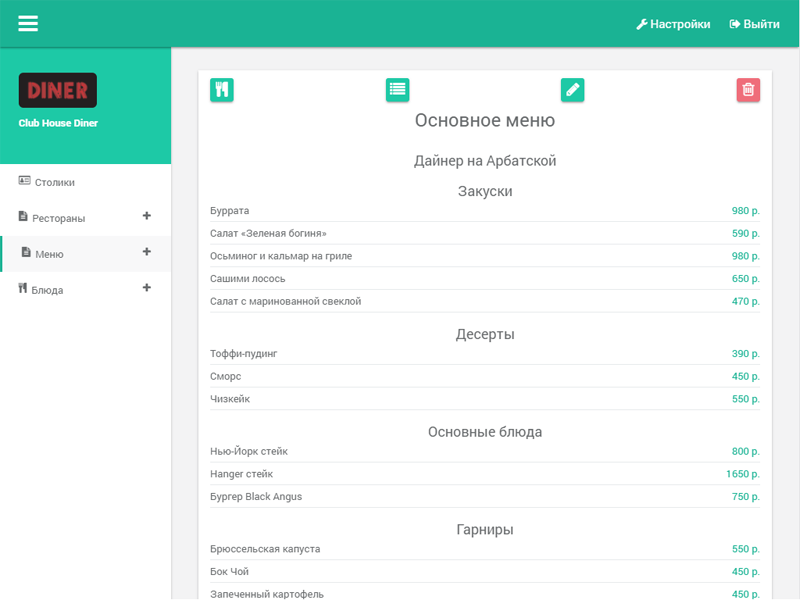 Настройки
Выйти
DINER
Club House Diner
Столики
Рестораны
Меню
Блюда
Основное меню
Дайнер на Арбатской
Закуски
Буррата 980 р.
Салат «Зеленая богиня» 590 р.
Осьминог и кальмар на гриле 980 р.
Сашими лосось 650 р.
Салат с маринованной свеклой 470 р.
Десерты
Тоффи-пудинг 390 р.
Сморс 450 р.
Чизкейк 550 р.
Основные блюда
Нью-Йорк стейк 800 р.
Hanger стейк 1650 р.
Бургер Black Angus 750 р.
Гарниры
Брюссельская капуста 550 р.
Бок Чой 450 р.
Запеченный картофель 450 р.